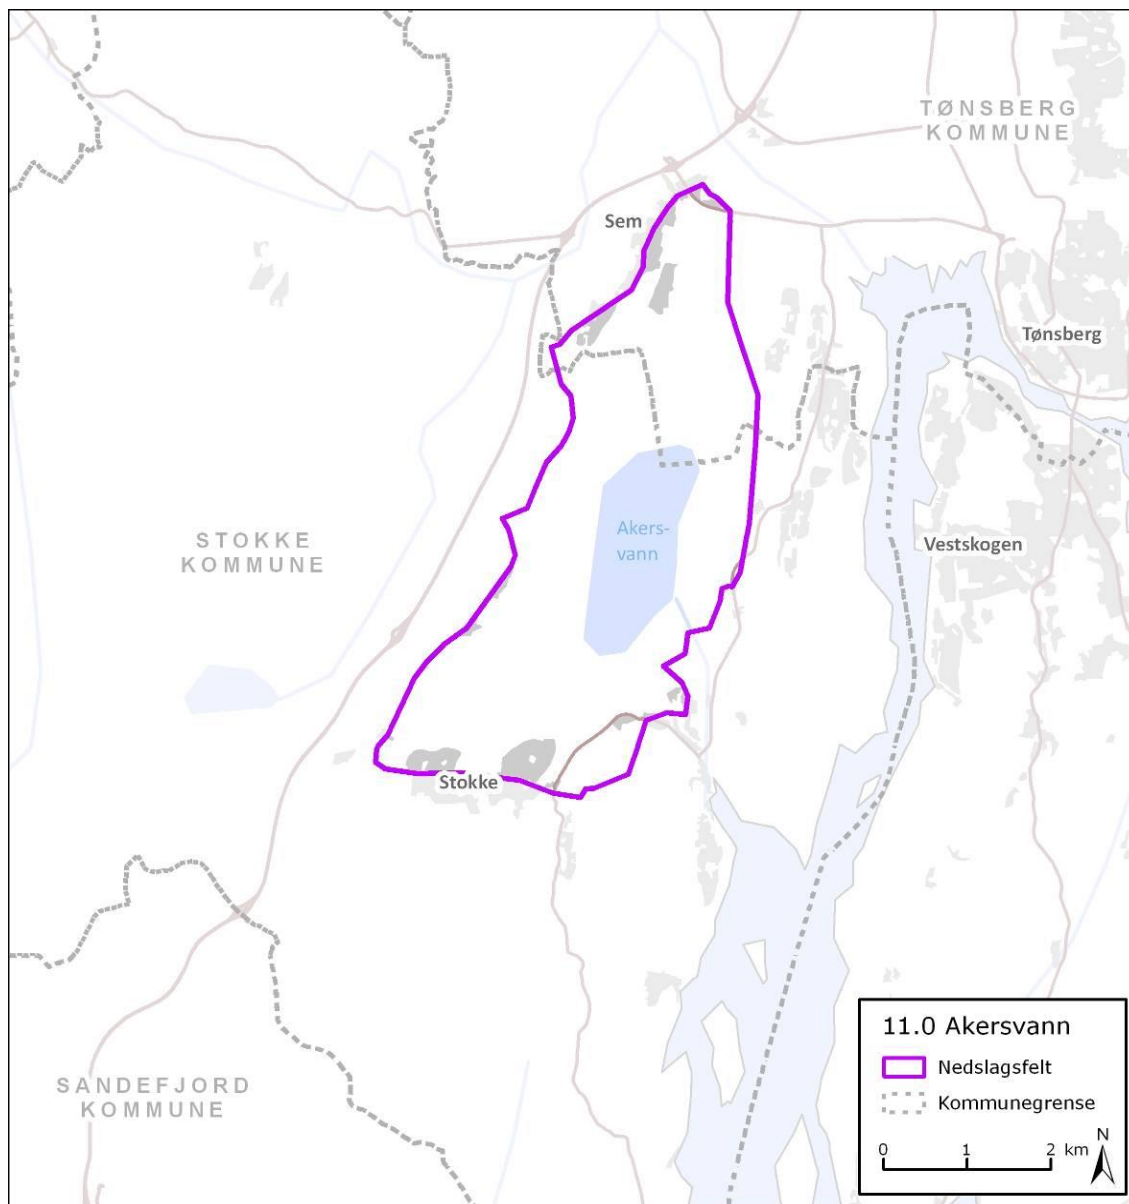 TØNSBERG
KOMMUNE
Sem
Tønsberg
Akers-
vann
STOKKE
KOMMUNE
Vestskogen
Stokke
SANDEFJORD
KOMMUNE
11.0 Akersvann
Nedslagsfelt
Kommunegrense
0 1 2 km
N